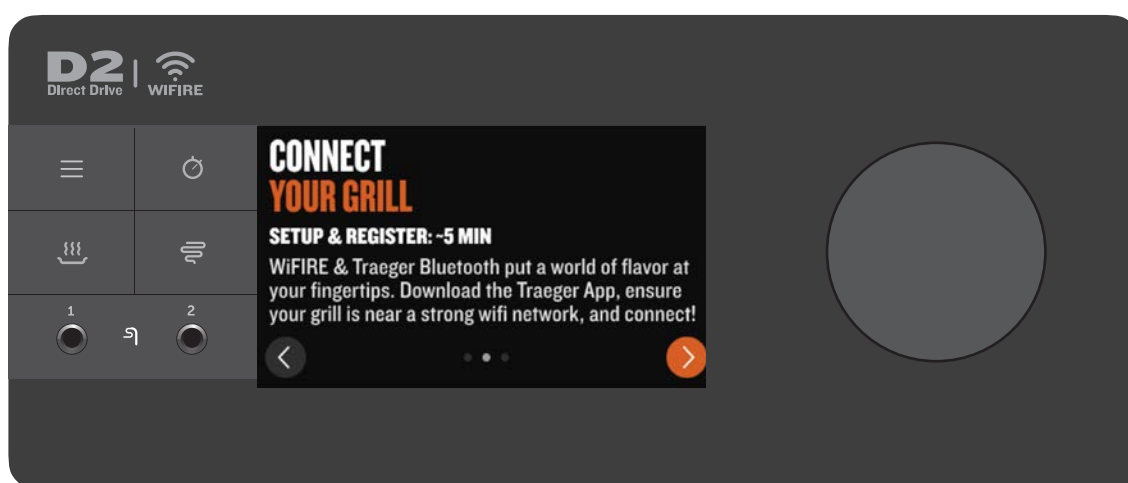 D2
Direct Drive
WIFIRE
CONNECT
YOUR GRILL
SETUP & REGISTER: ~5 MIN
WiFIRE & Traeger Bluetooth put a world of flavor at
your fingertips. Download the Traeger App, ensure
your grill is near a strong wifi network, and connect!
1
2